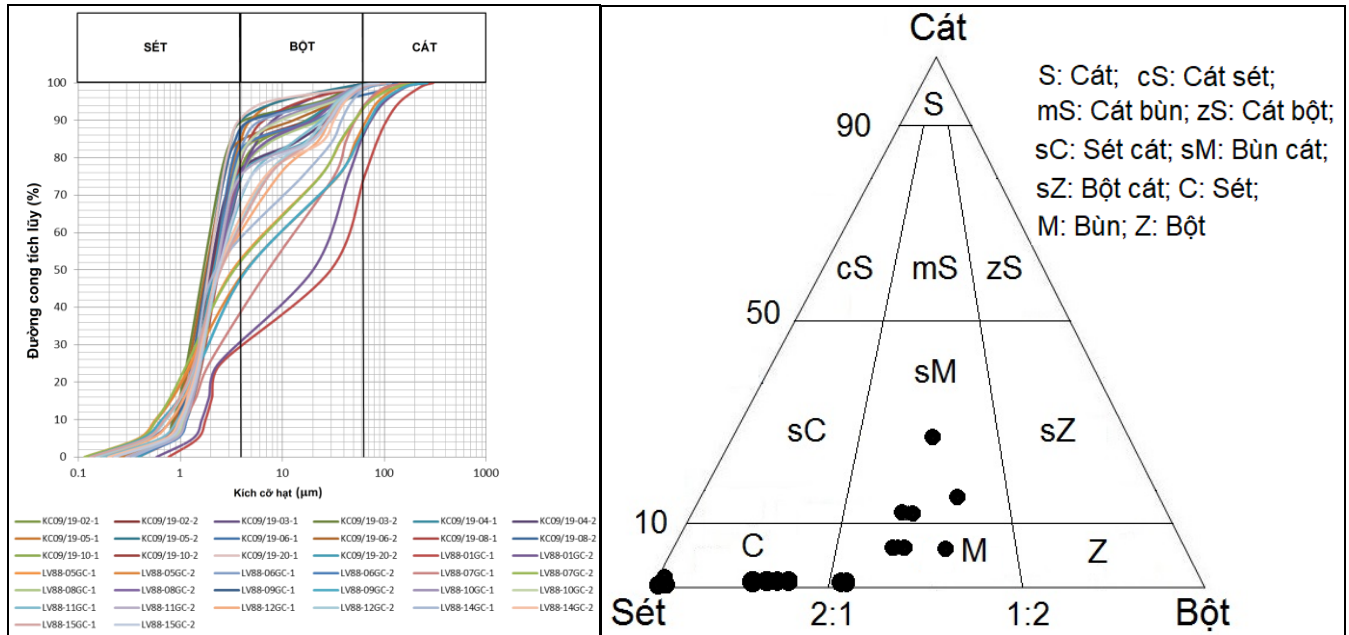 SÉT BỘT CÁT
Đường cong tích lũy (%)
100
90
80
70
60
50
40
30
20
10
0
0.1 1 10 100 1000
Kích cỡ hạt (µm)
KC09/19-02-1 KC09/19-02-2 KC09/19-03-1 KC09/19-03-2 KC09/19-04-1 KC09/19-04-2
KC09/19-05-1 KC09/19-05-2 KC09/19-06-1 KC09/19-06-2 KC09/19-08-1 KC09/19-08-2
KC09/19-10-1 KC09/19-10-2 KC09/19-20-1 KC09/19-20-2 LV88-01GC-1 LV88-01GC-2
LV88-05GC-1 LV88-05GC-2 LV88-06GC-1 LV88-06GC-2 LV88-07GC-1 LV88-07GC-2
LV88-08GC-1 LV88-08GC-2 LV88-09GC-1 LV88-09GC-2 LV88-10GC-1 LV88-10GC-2
LV88-11GC-1 LV88-11GC-2 LV88-12GC-1 LV88-12GC-2 LV88-14GC-1 LV88-14GC-2
LV88-15GC-1 LV88-15GC-2
Cát
S: Cát; cS: Cát sét;
mS: Cát bùn; zS: Cát bột;
sC: Sét cát; sM: Bùn cát;
sZ: Bột cát; C: Sét;
M: Bùn; Z: Bột
S
90
cS mS zS
50
sM
sC sZ
10
C M Z
Sét 2:1 1:2 Bột